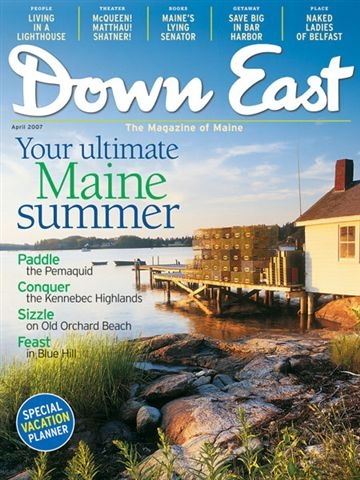 PEOPLE
LIVING
IN A
LIGHTHOUSE
THEATER
McQUEEN!
MATTHAU!
SHATNER!
BOOKS
MAINE'S
LYING
SENATOR
GETAWAY
SAVE BIG
IN BAR
HARBOR
PLACE
NAKED
LADIES
OF BELFAST
Down East
April 2007
The Magazine of Maine
Your ultimate
Maine
summer
Paddle
the Pemaquid
Conquer
the Kennebec Highlands
Sizzle
on Old Orchard Beach
Feast
in Blue Hill
SPECIAL
VACATION
PLANNER